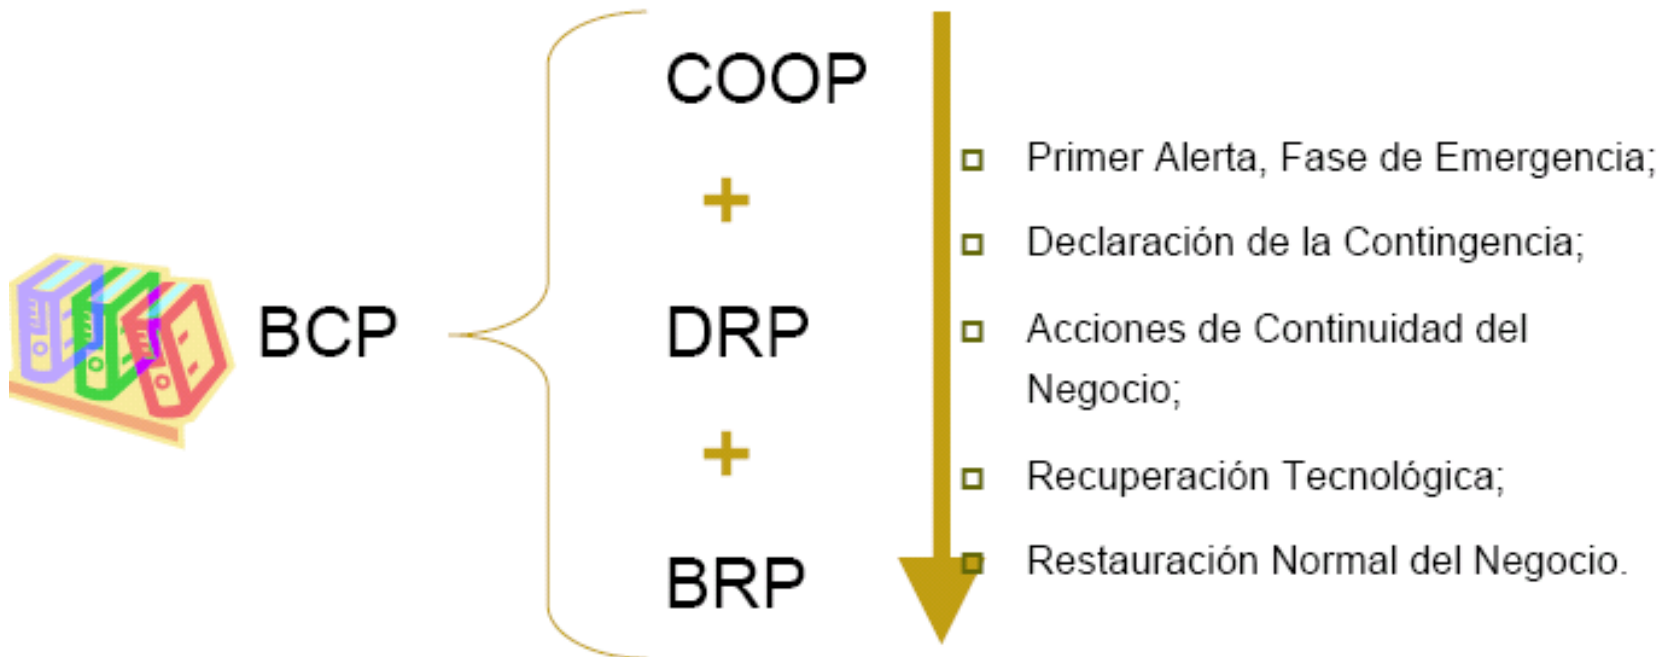 BCP
COOP
+
DRP
+
BRP
Primer Alerta, Fase de Emergencia;
Declaración de la Contingencia;
Acciones de Continuidad del
Negocio;
Recuperación Tecnológica;
Restauración Normal del Negocio.